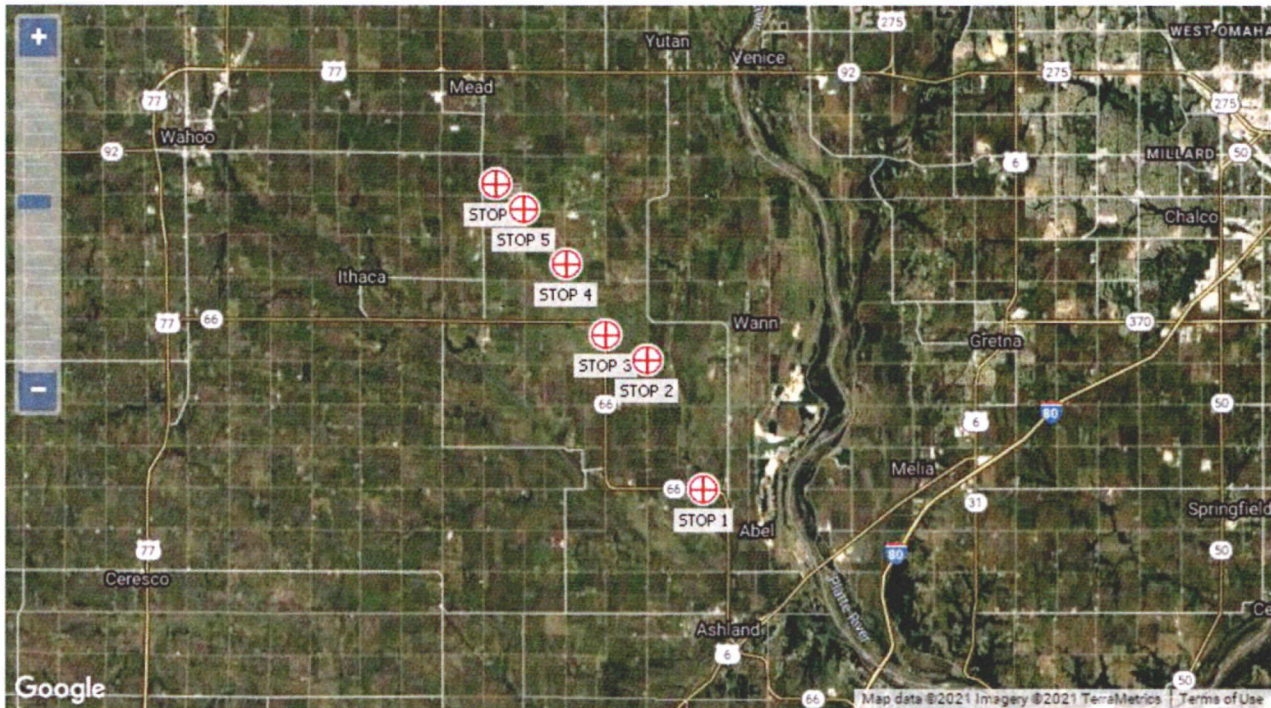 +
275
WEST OMAHA
Yutan
Venice
77
92
275
77
Mead
275
Wahoo
92
6
MILLARD
50
STOP
Chalco
STOP 5
Ithaca
STOP 4
77
66
Wann
370
Gretna
STOP 3
STOP 2
66
80
50
6
Melia
66
31
STOP 1
Springfield
Abel
77
80
50
Ceresco
Platte River
Ce
Ashland
6
50
Google
66
Map data ©2021 Imagery ©2021 TerraMetrics
Terms of Use